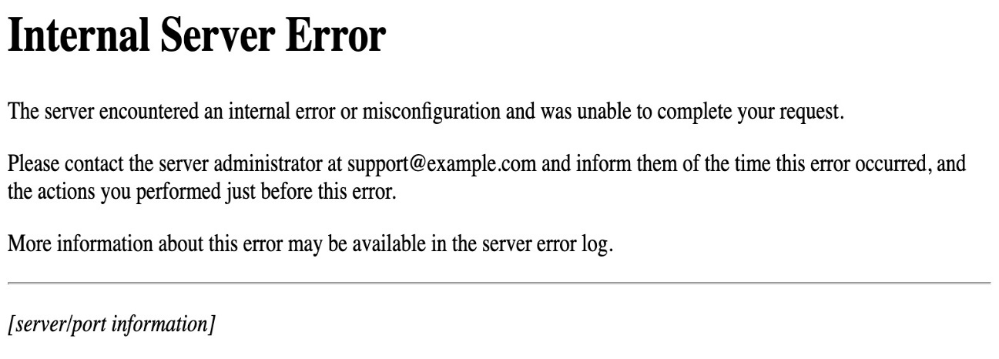 Internal Server Error
The server encountered an internal error or misconfiguration and was unable to complete your request.
Please contact the server administrator at support@example.com and inform them of the time this error occurred, and
the actions you performed just before this error.
More information about this error may be available in the server error log.
[server/port information]